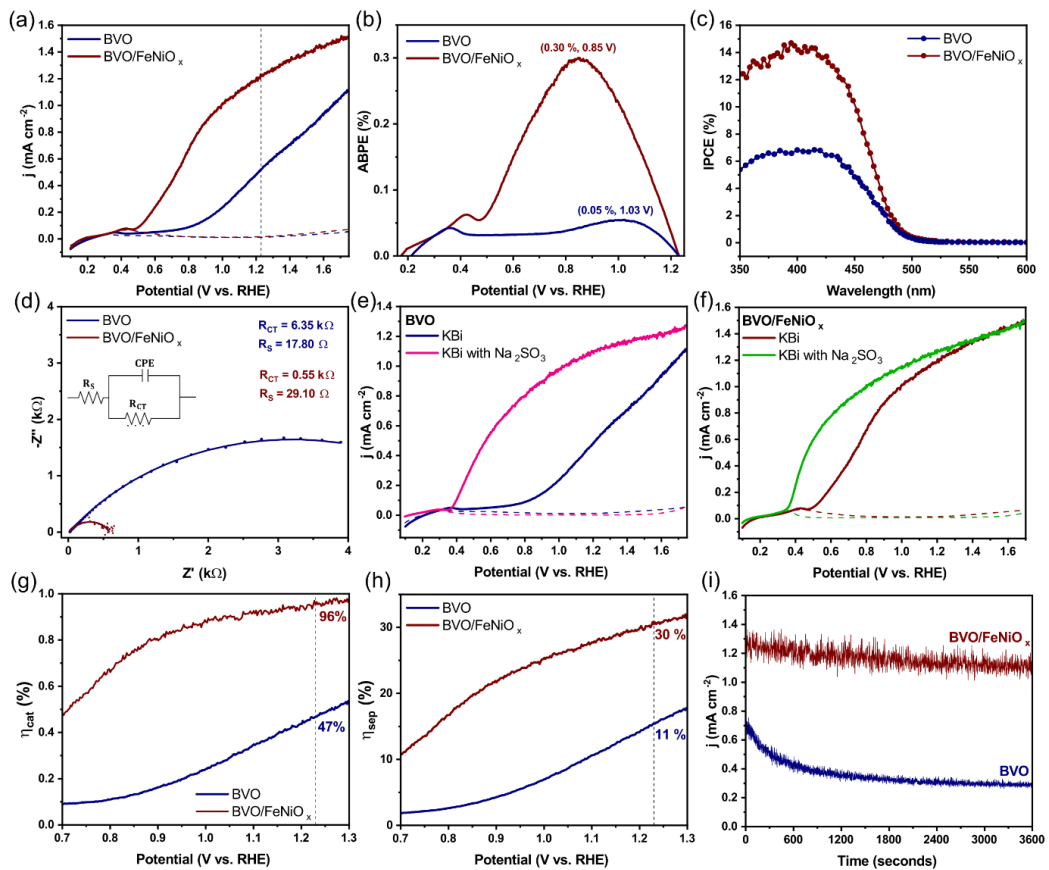 (a)
BVO
BVO/FeNiOx
j (mA cm⁻²)
1.6
1.4
1.2
1.0
0.8
0.6
0.4
0.2
0.0
0.2 0.4 0.6 0.8 1.0 1.2 1.4 1.6
Potential (V vs. RHE)
(b)
BVO
BVO/FeNiOx
(0.30 %, 0.85 V)
(0.05 %, 1.03 V)
ABPE (%)
0.3
0.2
0.1
0.0
0.2 0.4 0.6 0.8 1.0 1.2
Potential (V vs. RHE)
(c)
BVO
BVO/FeNiOx
IPCE (%)
16
14
12
10
8
6
4
2
0
350 400 450 500 550 600
Wavelength (nm)
(d)
BVO
BVO/FeNiOx
RCT = 6.35 kΩ
RS = 17.80 Ω
RCT = 0.55 kΩ
RS = 29.10 Ω
CPE
RS
RCT
-Z'' (kΩ)
-4
-3
-2
-1
0
0 1 2 3 4
Z' (kΩ)
(e)
BVO
KBi
KBi with Na2SO3
j (mA cm⁻²)
1.4
1.2
1.0
0.8
0.6
0.4
0.2
0.0
0.2 0.4 0.6 0.8 1.0 1.2 1.4 1.6
Potential (V vs. RHE)
(f)
BVO/FeNiOx
KBi
KBi with Na2SO3
j (mA cm⁻²)
1.6
1.4
1.2
1.0
0.8
0.6
0.4
0.2
0.0
0.2 0.4 0.6 0.8 1.0 1.2 1.4 1.6
Potential (V vs. RHE)
(g)
96%
47%
BVO
BVO/FeNiOx
ηcat (%)
1.0
0.8
0.6
0.4
0.2
0.0
0.7 0.8 0.9 1.0 1.1 1.2 1.3
Potential (V vs. RHE)
(h)
BVO
BVO/FeNiOx
30 %
11 %
ηsep (%)
30
20
10
0
0.7 0.8 0.9 1.0 1.1 1.2 1.3
Potential (V vs. RHE)
(i)
BVO/FeNiOx
BVO
j (mA cm⁻²)
1.6
1.4
1.2
1.0
0.8
0.6
0.4
0.2
0.0
0 600 1200 1800 2400 3000 3600
Time (seconds)